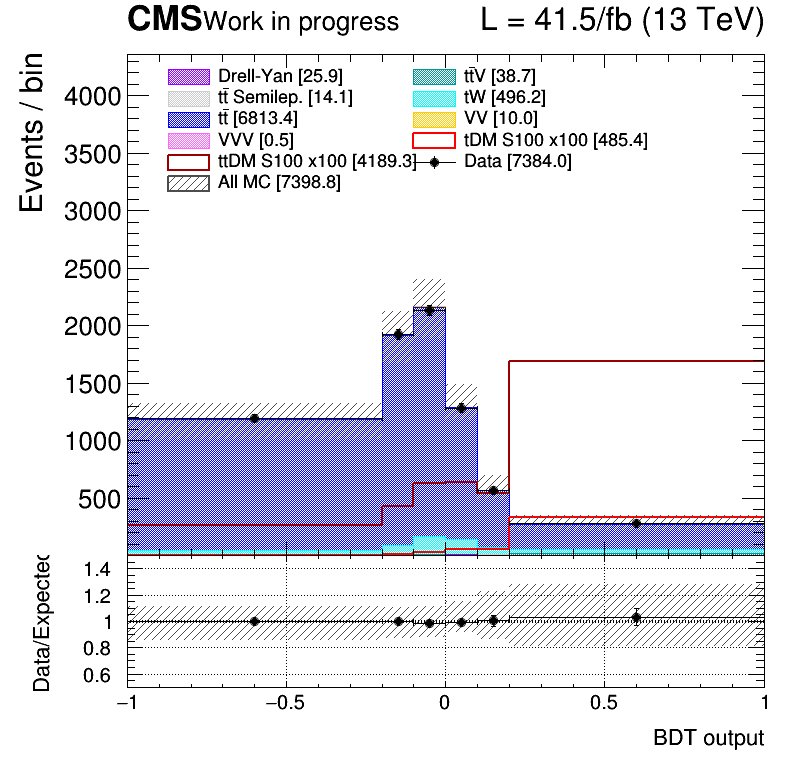 CMS Work in progress L = 41.5/fb (13 TeV)
Events / bin
4000
3500
3000
2500
2000
1500
1000
500
Drell-Yan [25.9] tt̄V [38.7]
tt̄ Semilep. [14.1] tW [496.2]
tt̄ [6813.4] VV [10.0]
VVV [0.5] tDM S100 x100 [485.4]
ttDM S100 x100 [4189.3] Data [7384.0]
All MC [7398.8]
Data/Expected
1.4
1.2
1
0.8
0.6
−1 −0.5 0 0.5 1
BDT output